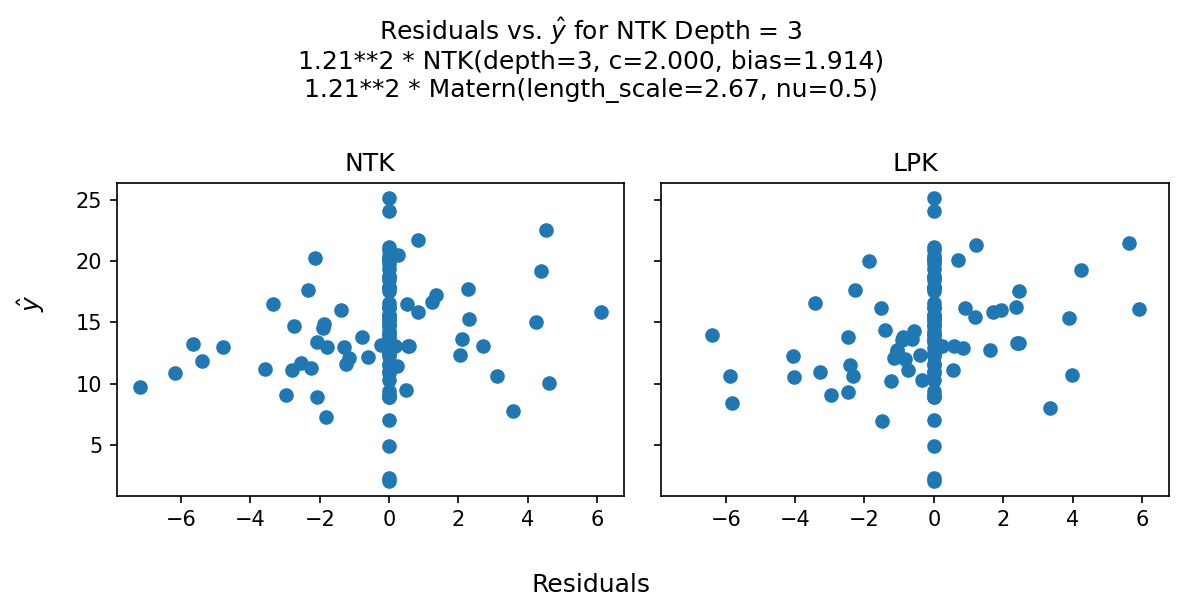 Residuals vs. ŷ for NTK Depth = 3
1.21**2 * NTK(depth=3, c=2.000, bias=1.914)
1.21**2 * Matern(length_scale=2.67, nu=0.5)
NTK
LPK
25
20
15
10
5
ŷ
−6 −4 −2 0 2 4 6
−6 −4 −2 0 2 4 6
Residuals